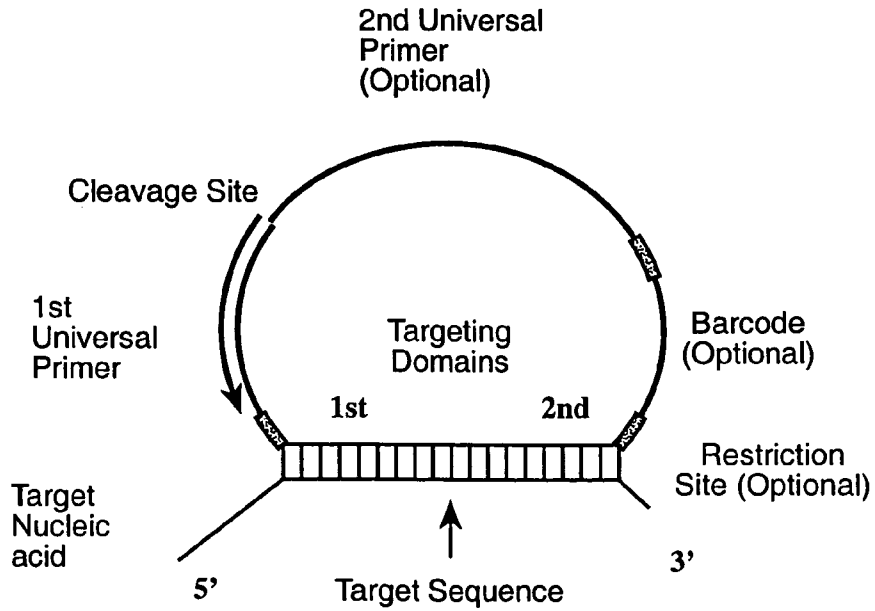 2nd Universal
Primer
(Optional)
Cleavage Site
1st
Universal
Primer
Targeting
Domains
Barcode
(Optional)
1st
2nd
Restriction
Site (Optional)
Target
Nucleic
acid
5’
Target Sequence
3’